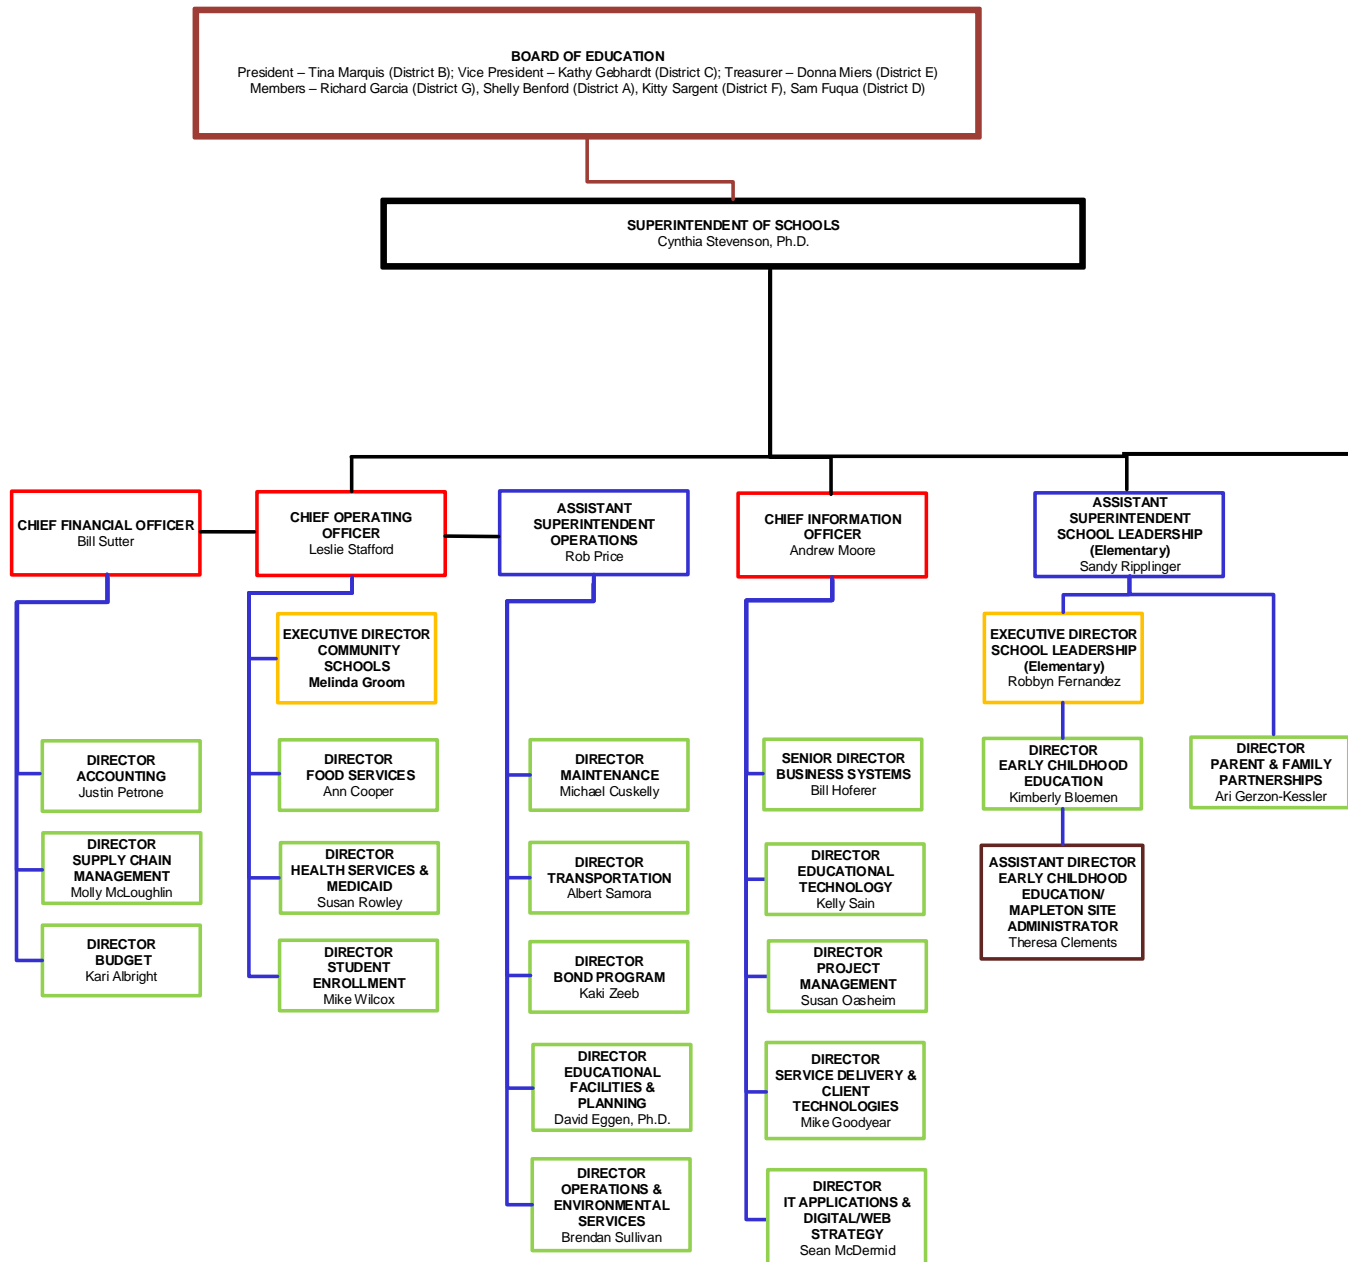 BOARD OF EDUCATION
President – Tina Marquis (District B); Vice President – Kathy Gebhardt (District C); Treasurer – Donna Miers (District E)
Members – Richard Garcia (District G), Shelly Benford (District A), Kitty Sargent (District F), Sam Fuqua (District D)
SUPERINTENDENT OF SCHOOLS
Cynthia Stevenson, Ph.D.
CHIEF FINANCIAL OFFICER
Bill Sutter
CHIEF OPERATING
OFFICER
Leslie Stafford
ASSISTANT
SUPERINTENDENT
OPERATIONS
Rob Price
CHIEF INFORMATION
OFFICER
Andrew Moore
ASSISTANT
SUPERINTENDENT
SCHOOL LEADERSHIP
(Elementary)
Sandy Ripplinger
EXECUTIVE DIRECTOR
COMMUNITY
SCHOOLS
Melinda Groom
EXECUTIVE DIRECTOR
SCHOOL LEADERSHIP
(Elementary)
Robbyn Fernandez
DIRECTOR
ACCOUNTING
Justin Petrone
DIRECTOR
FOOD SERVICES
Ann Cooper
DIRECTOR
MAINTENANCE
Michael Cuskelly
SENIOR DIRECTOR
BUSINESS SYSTEMS
Bill Hoferer
DIRECTOR
EARLY CHILDHOOD
EDUCATION
Kimberly Bloemen
DIRECTOR
PARENT & FAMILY
PARTNERSHIPS
Ari Gerzon-Kessler
DIRECTOR
SUPPLY CHAIN
MANAGEMENT
Molly McLoughlin
DIRECTOR
HEALTH SERVICES &
MEDICAID
Susan Rowley
DIRECTOR
TRANSPORTATION
Albert Samora
DIRECTOR
EDUCATIONAL
TECHNOLOGY
Kelly Sain
ASSISTANT DIRECTOR
EARLY CHILDHOOD
EDUCATION/
MAPLETON SITE
ADMINISTRATOR
Theresa Clements
DIRECTOR
BUDGET
Kari Albright
DIRECTOR
STUDENT
ENROLLMENT
Mike Wilcox
DIRECTOR
BOND PROGRAM
Kaki Zeeb
DIRECTOR
PROJECT
MANAGEMENT
Susan Oasheim
DIRECTOR
EDUCATIONAL
FACILITIES &
PLANNING
David Eggen, Ph.D.
DIRECTOR
SERVICE DELIVERY &
CLIENT
TECHNOLOGIES
Mike Goodyear
DIRECTOR
OPERATIONS &
ENVIRONMENTAL
SERVICES
Brendan Sullivan
DIRECTOR
IT APPLICATIONS &
DIGITAL/WEB
STRATEGY
Sean McDermid